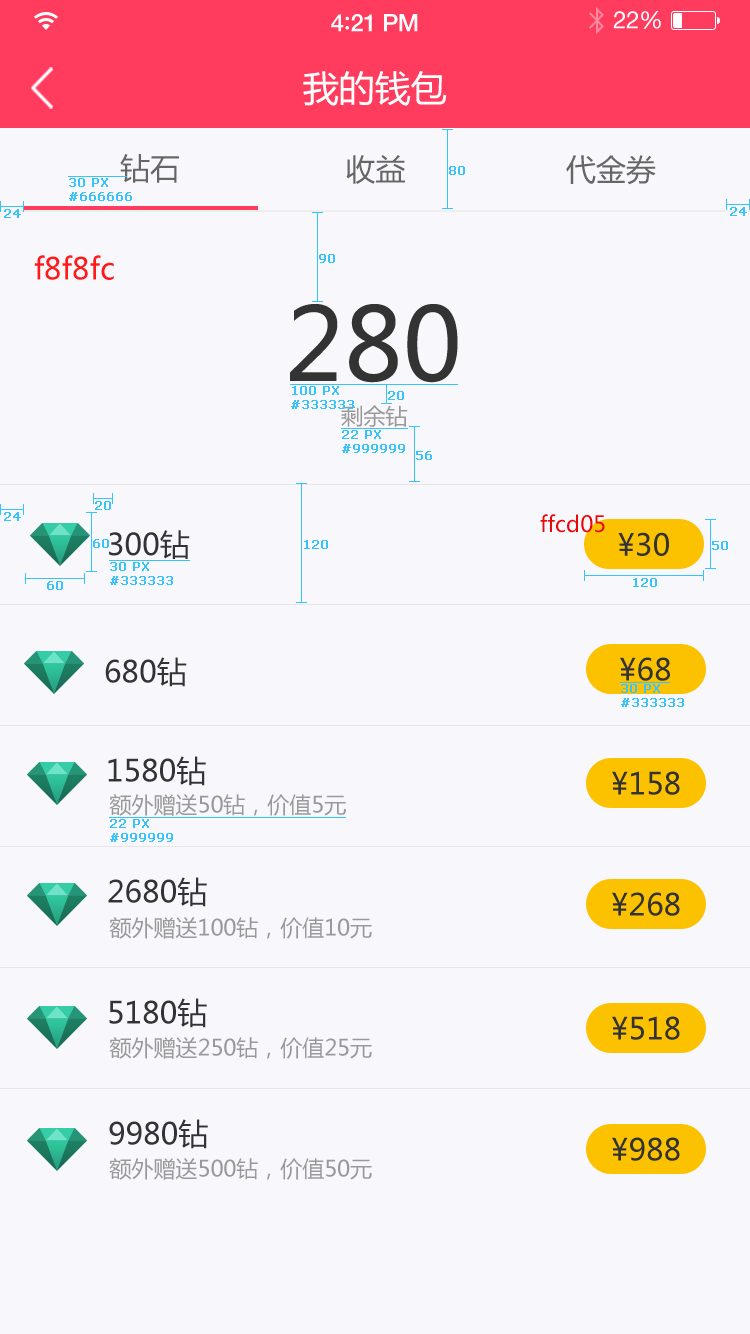 4:21 PM 22%
我的钱包
钻石 收益 代金券
30 PX
#666666
80
24
24
f8f8fc
90
280
100 PX
#333333
20
剩余钻
22 PX
#999999
56
24
20
60
60
300钻
30 PX
#333333
120
ffcd05
¥30
50
120
680钻
¥68
30 PX
#333333
1580钻
额外赠送50钻，价值5元
22 PX
#999999
¥158
2680钻
额外赠送100钻，价值10元
¥268
5180钻
额外赠送250钻，价值25元
¥518
9980钻
额外赠送500钻，价值50元
¥988